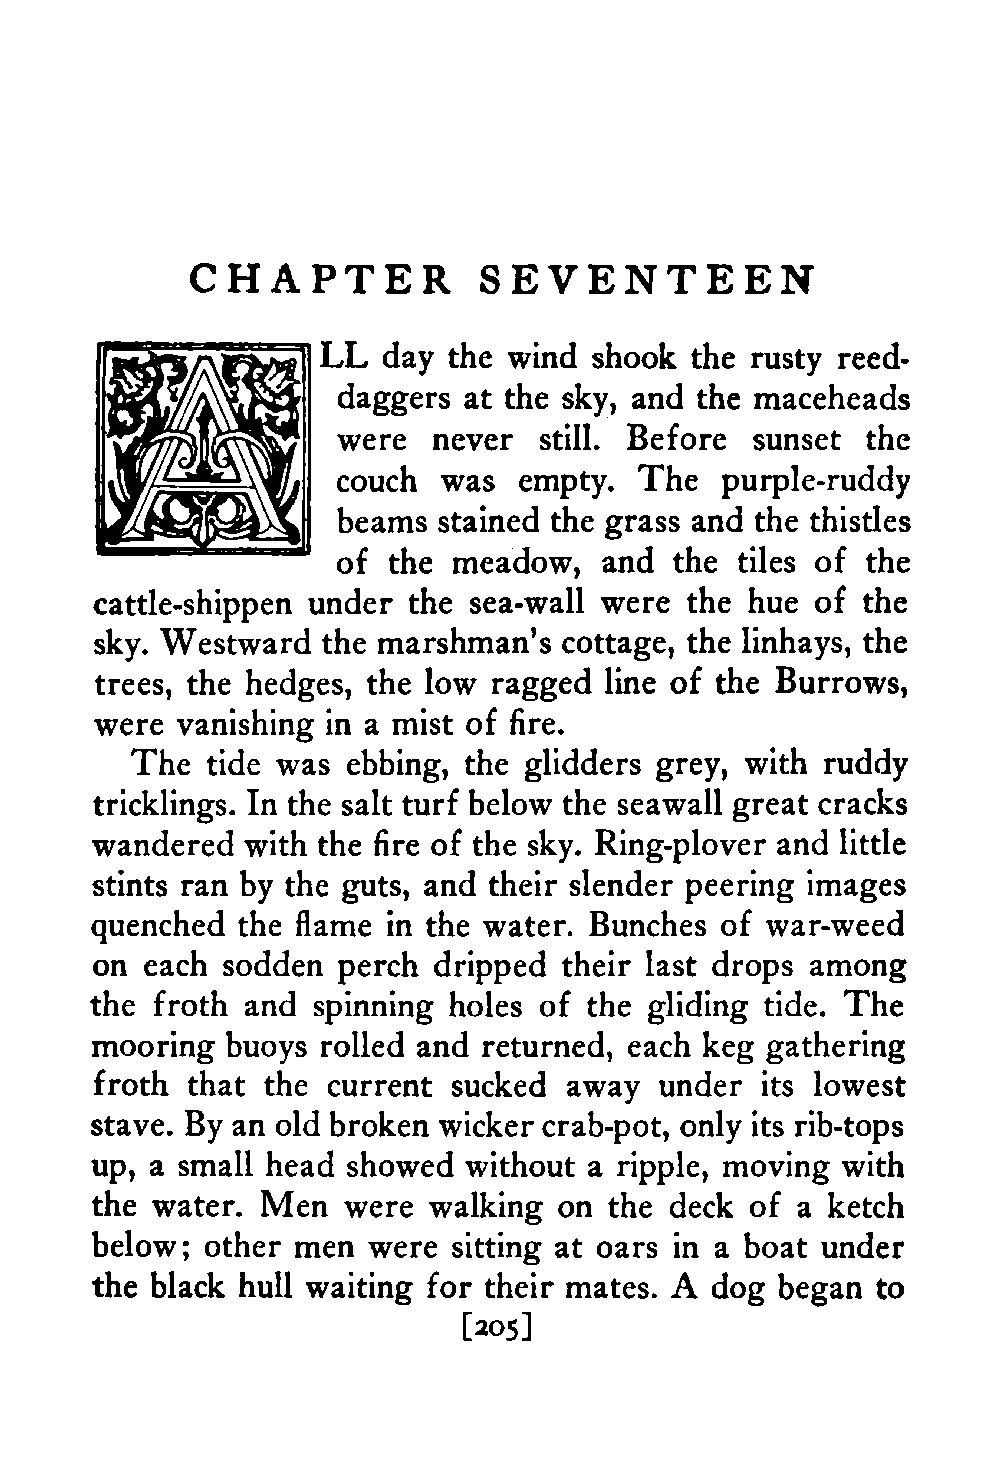 CHAPTER SEVENTEEN
ALL day the wind shook the rusty reed-
daggers at the sky, and the maceheads
were never still. Before sunset the
couch was empty. The purple-ruddy
beams stained the grass and the thistles
of the meadow, and the tiles of the
cattle-shippen under the sea-wall were the hue of the
sky. Westward the marshman's cottage, the linhays, the
trees, the hedges, the low ragged line of the Burrows,
were vanishing in a mist of fire.
The tide was ebbing, the glidders grey, with ruddy
tricklings. In the salt turf below the seawall great cracks
wandered with the fire of the sky. Ring-plover and little
stints ran by the guts, and their slender peering images
quenched the flame in the water. Bunches of war-weed
on each sodden perch dripped their last drops among
the froth and spinning holes of the gliding tide. The
mooring buoys rolled and returned, each keg gathering
froth that the current sucked away under its lowest
stave. By an old broken wicker crab-pot, only its rib-tops
up, a small head showed without a ripple, moving with
the water. Men were walking on the deck of a ketch
below; other men were sitting at oars in a boat under
the black hull waiting for their mates. A dog began to
[205]